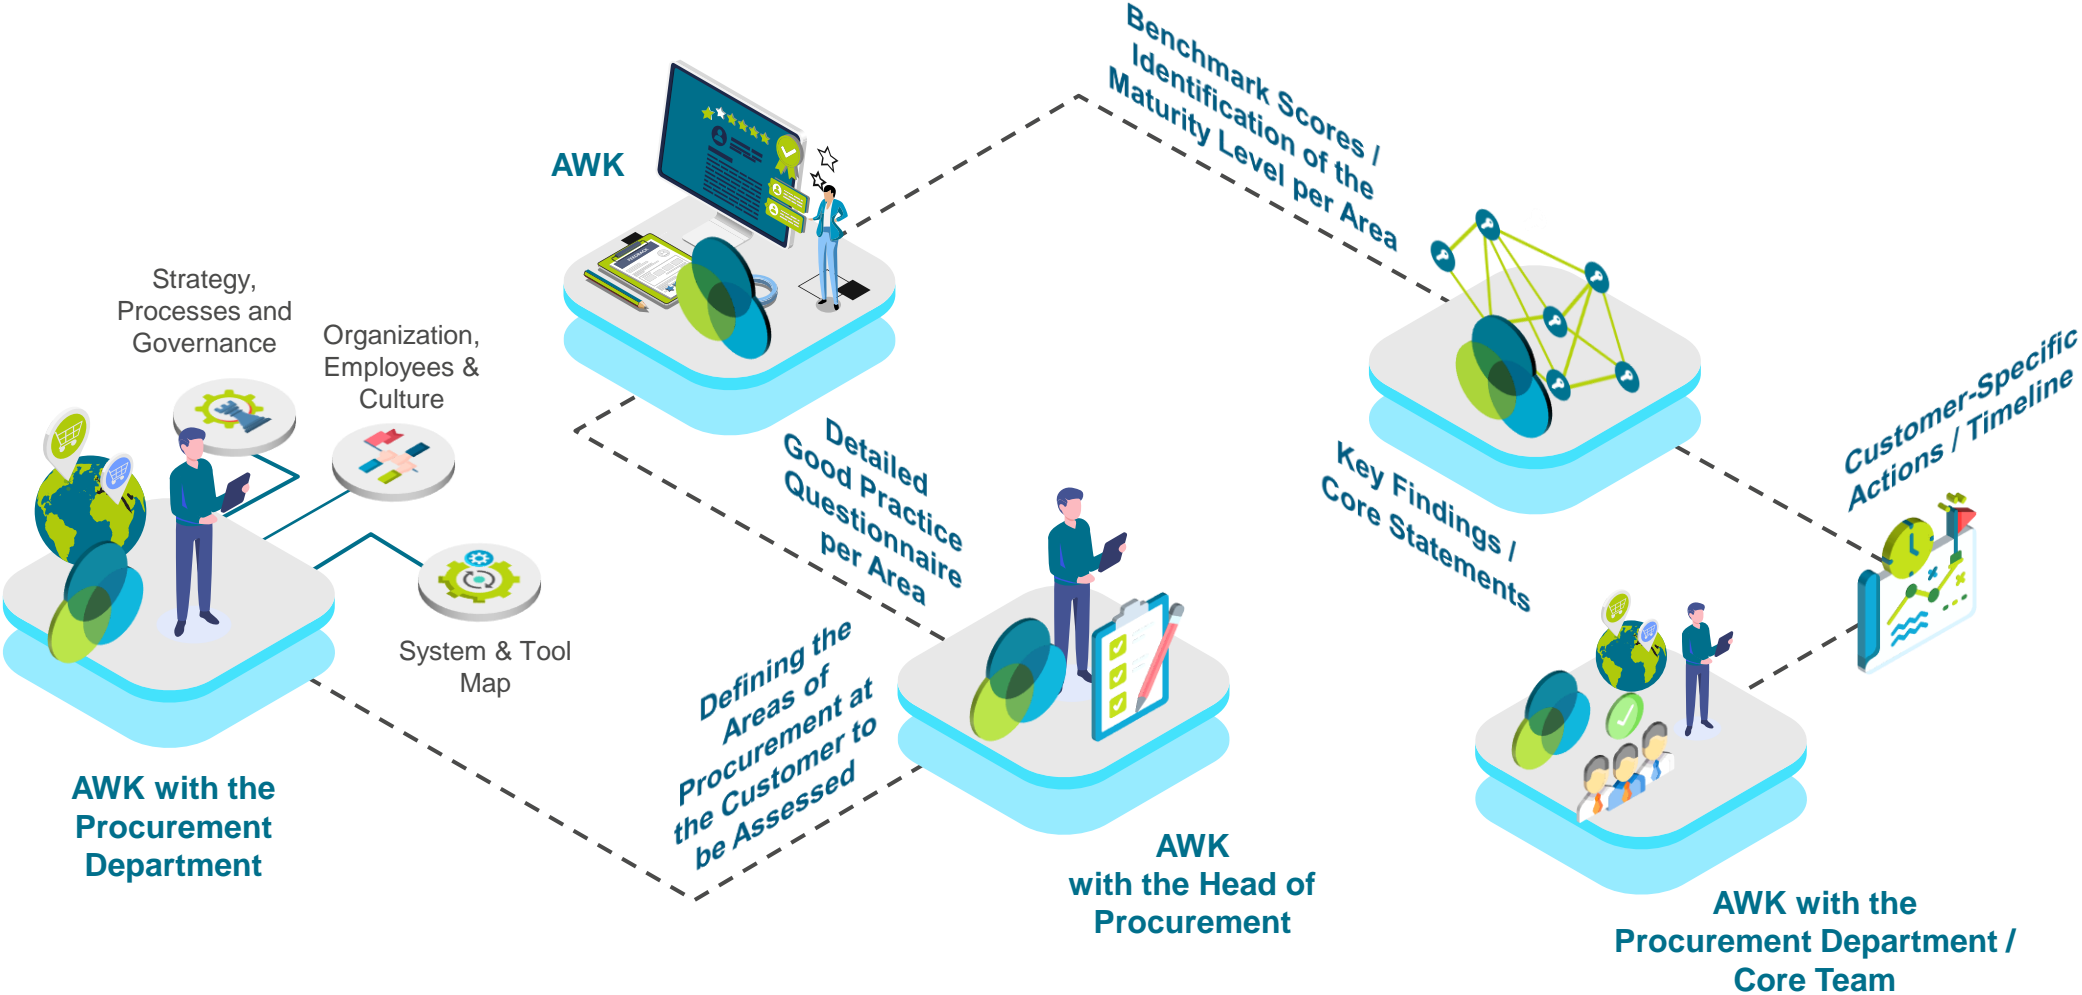 Strategy,
Processes and
Governance
Organization,
Employees &
Culture
System & Tool
Map
AWK with the
Procurement
Department
Defining the
Areas of
Procurement at
the Customer to
be Assessed
AWK
with the Head of
Procurement
Detailed
Good Practice
Questionnaire
per Area
AWK
FEEDBACK
Benchmark Scores /
Identification of the
Maturity Level per Area
Key Findings /
Core Statements
Customer-Specific
Actions / Timeline
AWK with the
Procurement Department /
Core Team